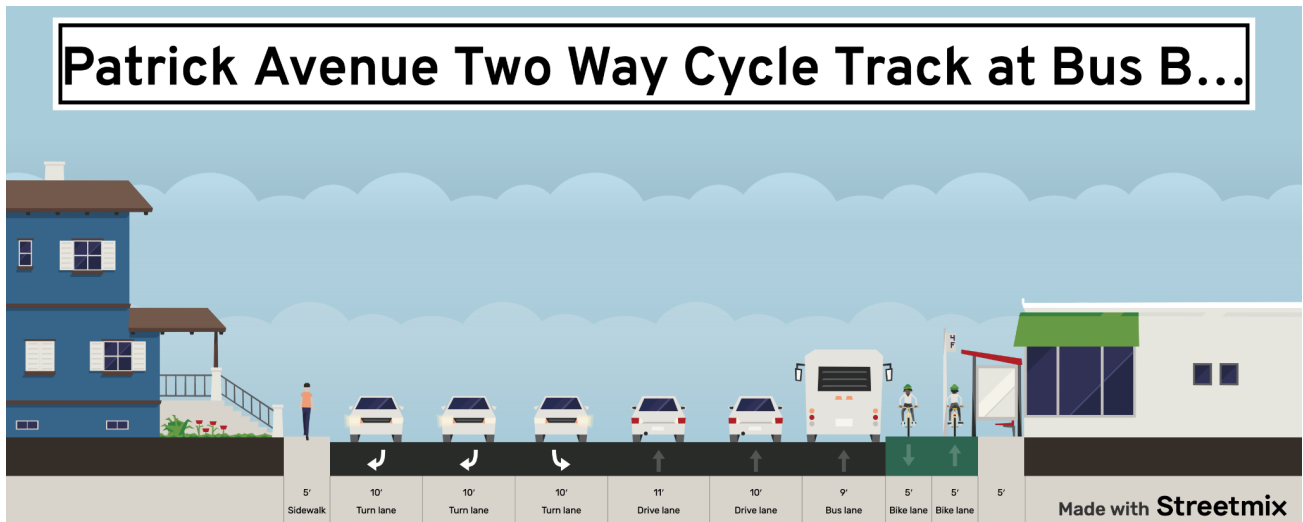 Patrick Avenue Two Way Cycle Track at Bus B...
4
F
5' 10' 10' 10' 11' 10' 9' 5' 5' 5'
Sidewalk Turn lane Turn lane Turn lane Drive lane Drive lane Bus lane Bike lane Bike lane
Made with Streetmix